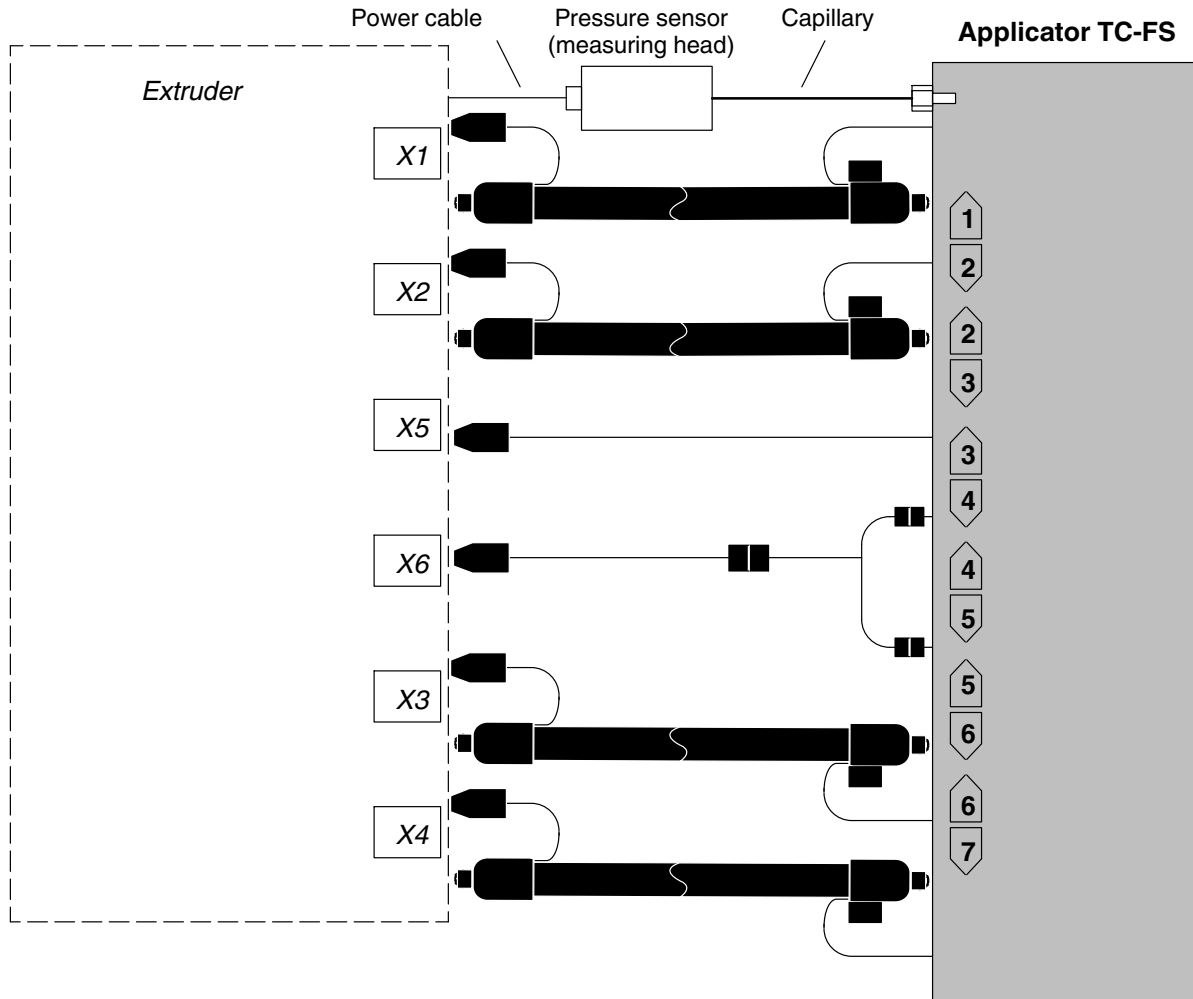 Power cable
Pressure sensor
(measuring head)
Capillary
Applicator TC-FS
Extruder
X1
1
X2
2
2
3
X5
3
4
X6
4
5
X3
5
6
X4
6
7